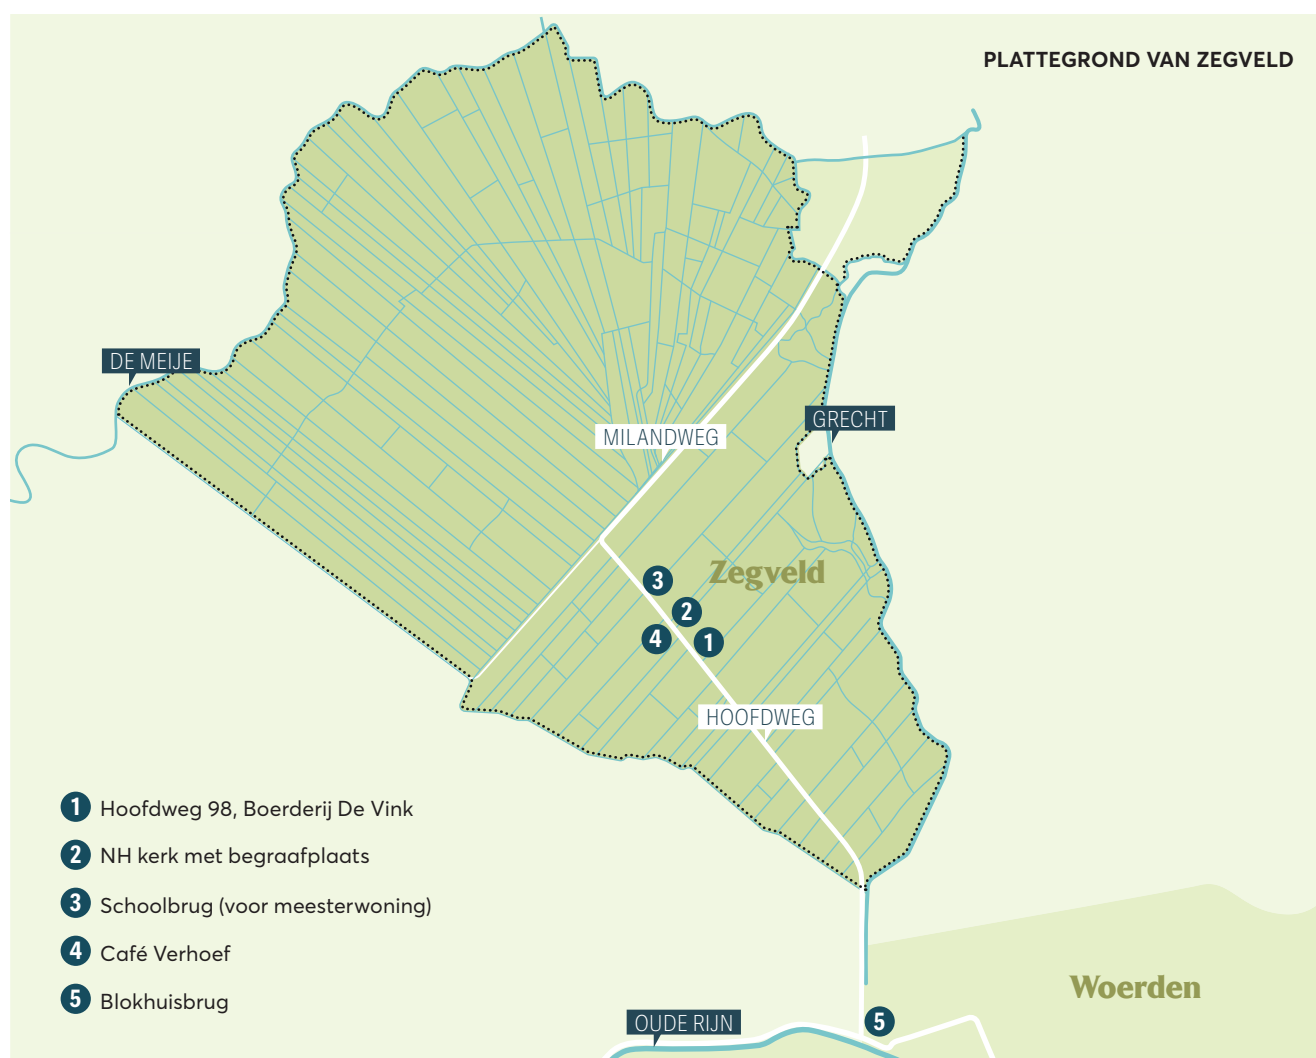 PLATTEGROND VAN ZEGVELD
DE MEIJE
GRECHT
MILANDWEG
Zegveld
3
2
4
1
HOOFDWEG
1 Hoofdweg 98, Boerderij De Vink
2 NH kerk met begraafplaats
3 Schoolbrug (voor meesterwoning)
4 Café Verhoef
5 Blokhuisbrug
Woerden
OUDE RIJN
5